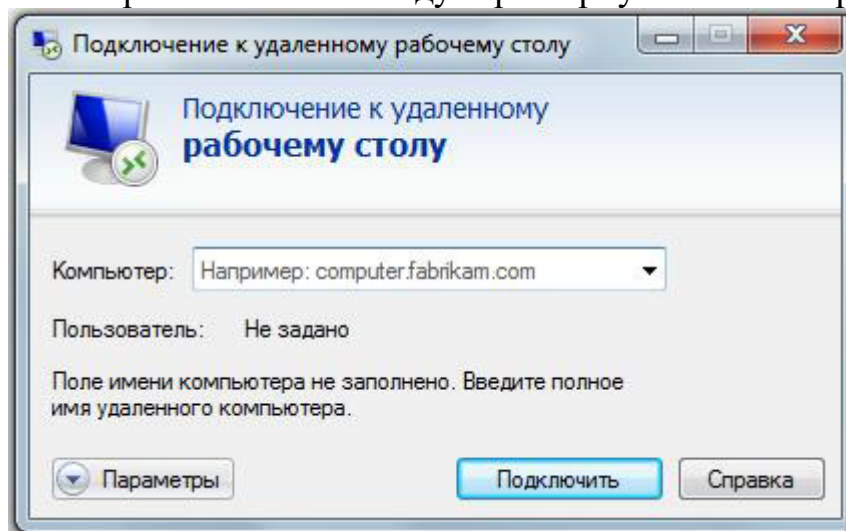 Подключение к удаленному рабочему столу
Подключение к удаленному
рабочему столу
Компьютер: Например: computer.fabrikam.com
Пользователь: Не задано
Поле имени компьютера не заполнено. Введите полное
имя удаленного компьютера.
Параметры Подключить Справка